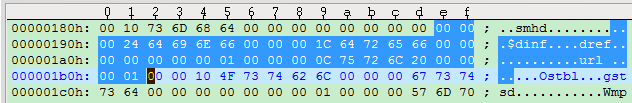 0 1 2 3 4 5 6 7 8 9 a b c d e f
00000180h: 00 10 73 6D 68 64 00 00 00 00 00 00 00 00 00 00 ; ..smhd..........
00000190h: 00 24 64 69 6E 66 00 00 00 1C 64 72 65 66 00 00 ; .$dinf....dref..
000001a0h: 00 00 00 00 00 01 00 00 00 0C 75 72 6C 20 00 00 ; ..........url ..
000001b0h: 00 01 00 00 10 4F 73 74 62 6C 00 00 00 67 73 74 ; .....Ostbl...gst
000001c0h: 73 64 00 00 00 00 00 00 00 01 00 00 00 57 6D 70 ; sd...........Wmp